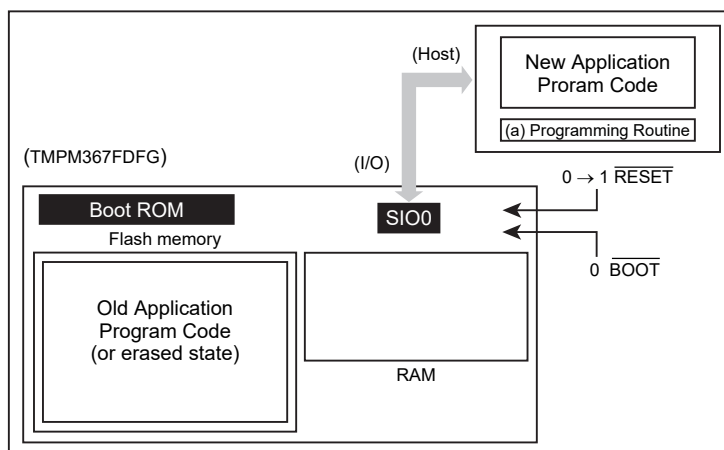 (Host)
New Application
Proram Code
(a) Programming Routine
(TMPM367FDFG)
(I/O)
0 → 1 RESET
Boot ROM
SIO0
Flash memory
0 BOOT
Old Application
Program Code
(or erased state)
RAM